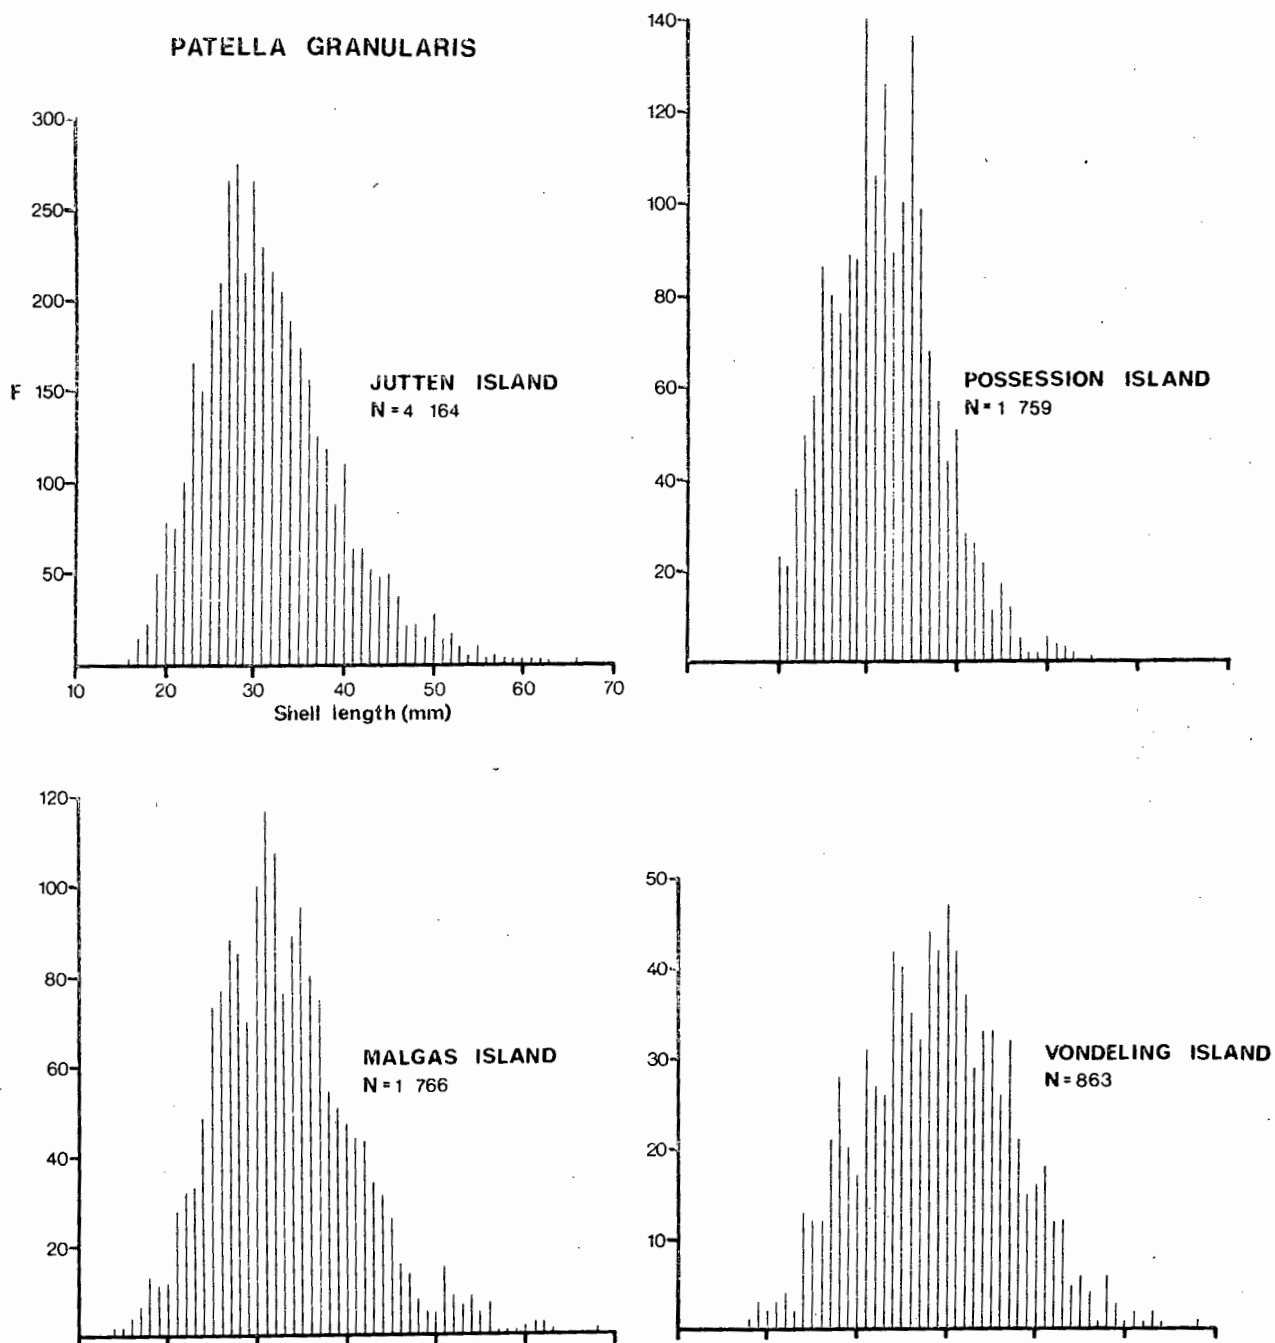 PATELLA GRANULARIS
300
250
200
F 150
100
50
10 20 30 40 50 60 70
Shell length (mm)
JUTTEN ISLAND
N = 4 164
140
120
100
80
60
40
20
POSSESSION ISLAND
N = 1 759
120
100
80
60
40
20
MALGAS ISLAND
N = 1 766
50
40
30
20
10
VONDELING ISLAND
N = 863